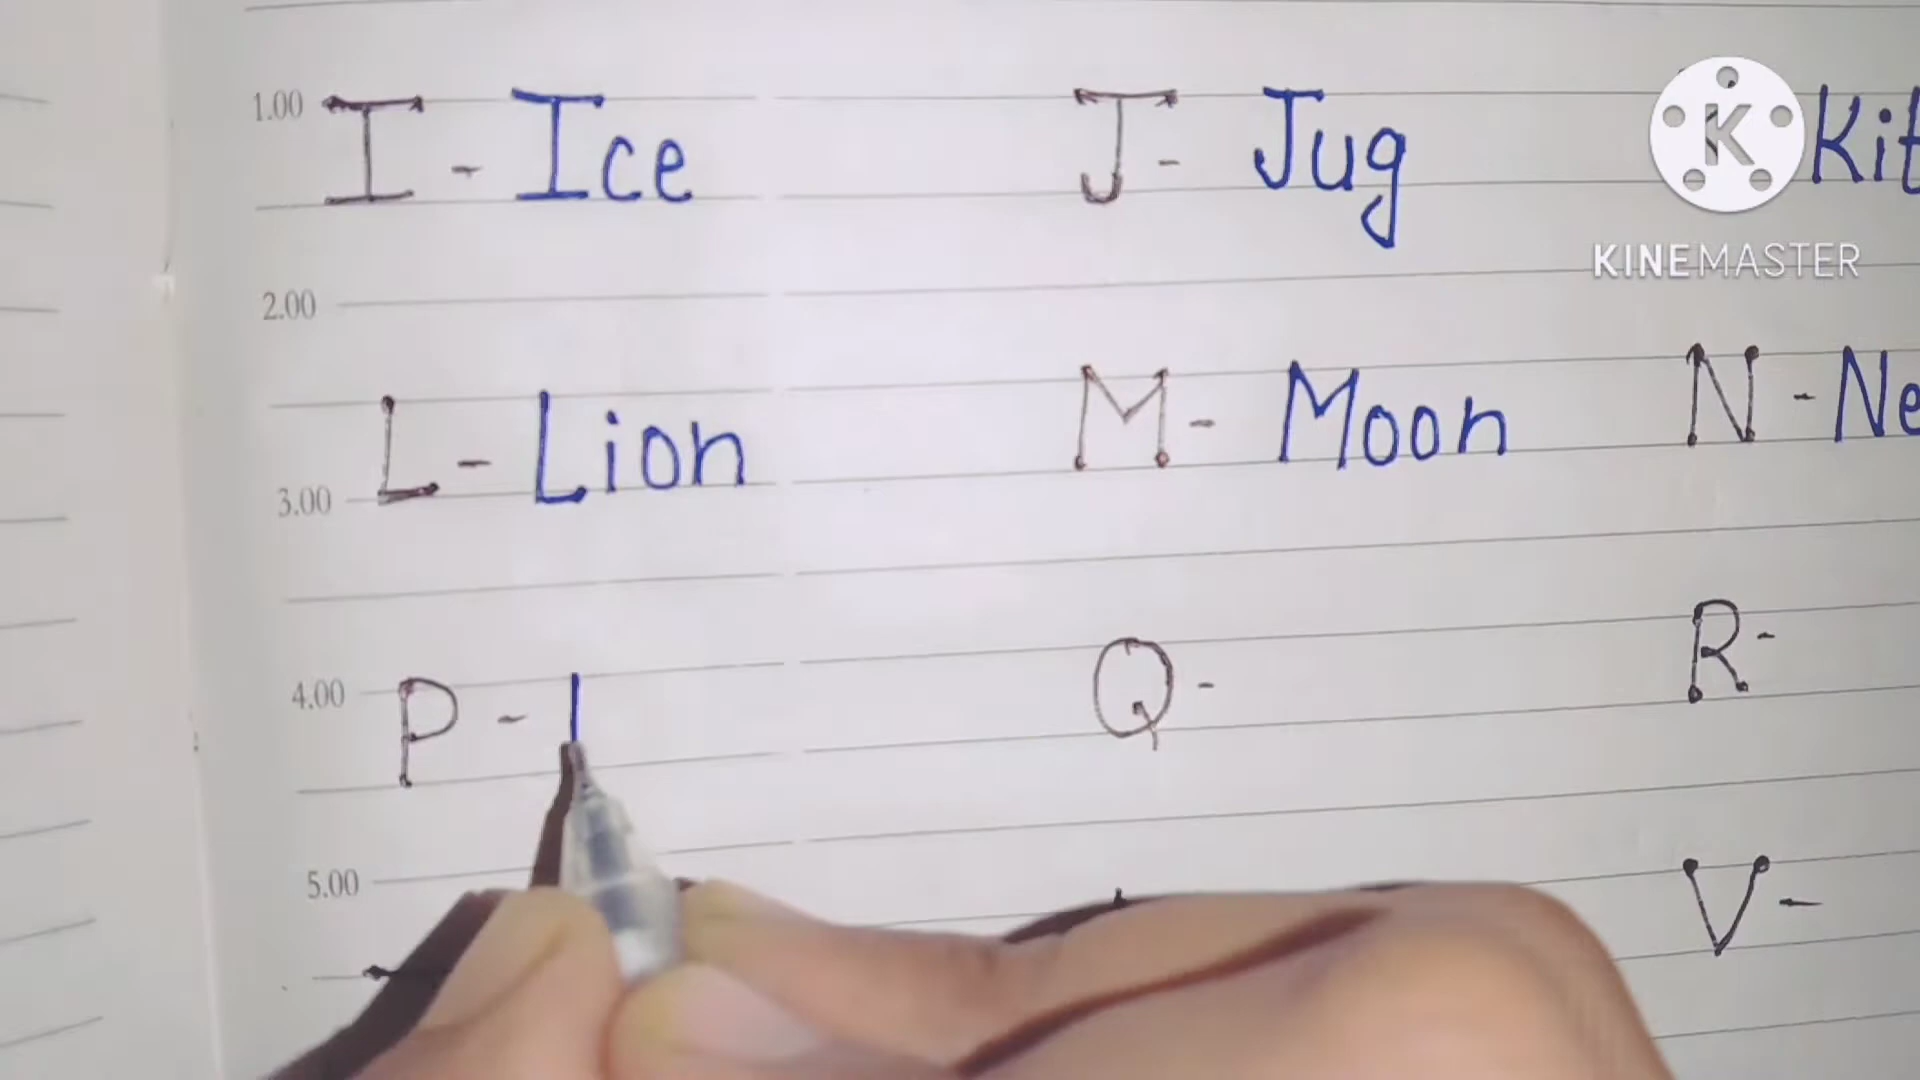 1.00 I - Ice J - Jug Kit
KINEMASTER
2.00
L - Lion M - Moon N - Ne
3.00
4.00 P - Q - R -
5.00 V -